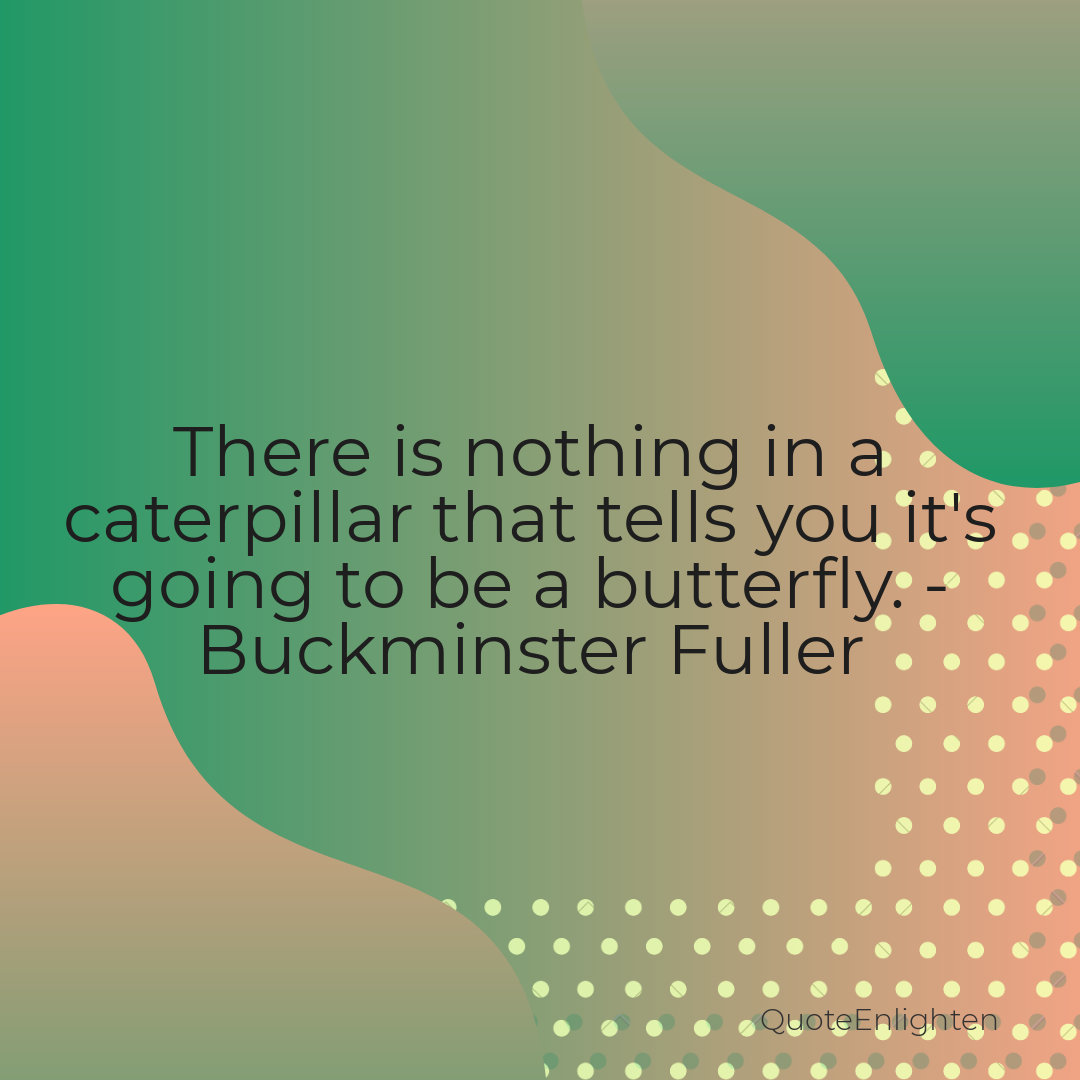 There is nothing in a
caterpillar that tells you it's
going to be a butterfly. -
Buckminster Fuller
QuoteEnlighten